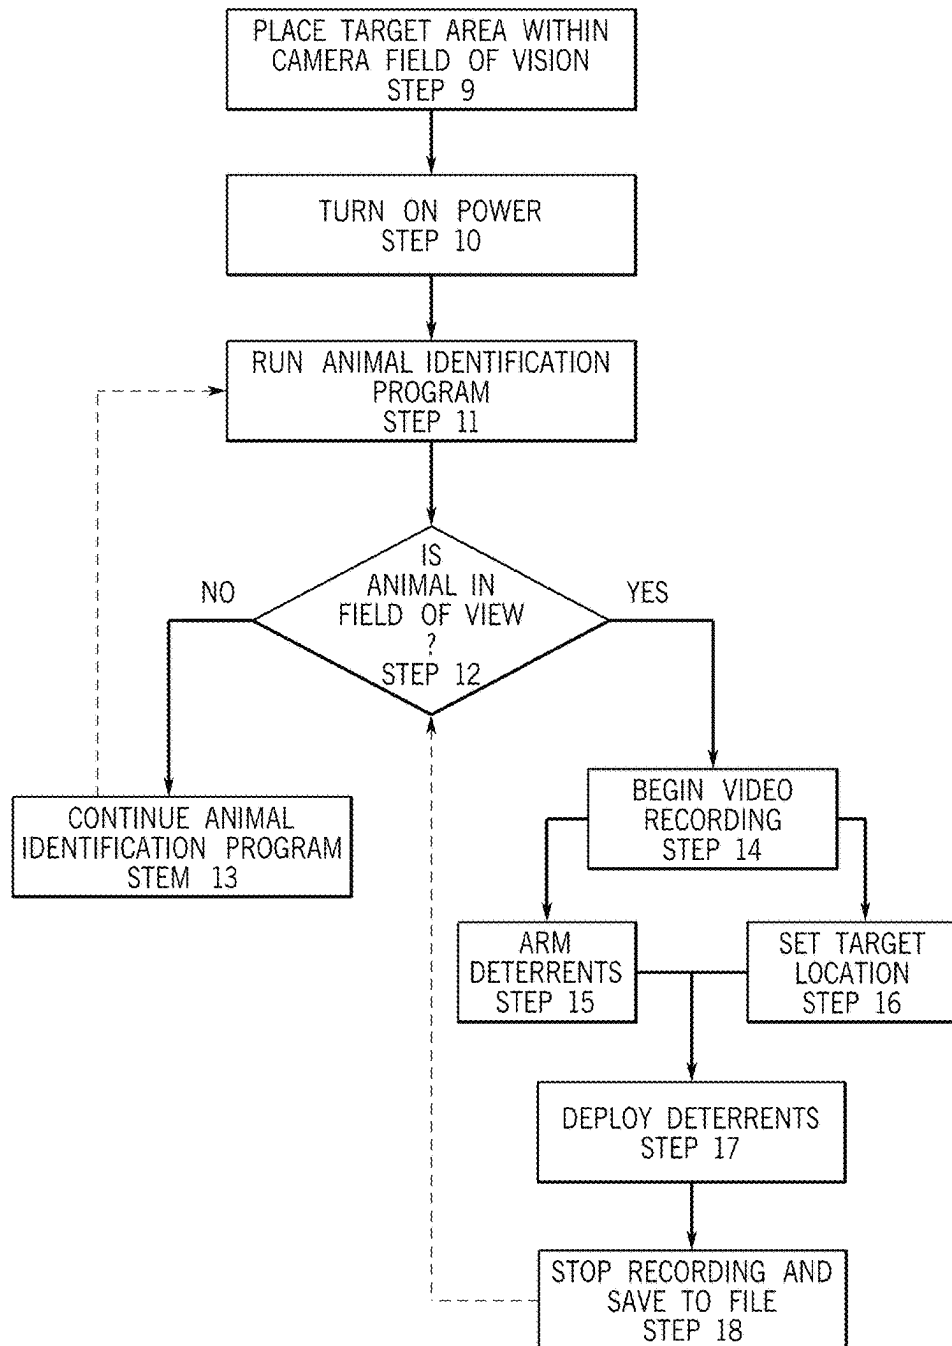 PLACE TARGET AREA WITHIN
CAMERA FIELD OF VISION
STEP 9
TURN ON POWER
STEP 10
RUN ANIMAL IDENTIFICATION
PROGRAM
STEP 11
IS
ANIMAL IN
FIELD OF VIEW
?
STEP 12
NO
YES
CONTINUE ANIMAL
IDENTIFICATION PROGRAM
STEM 13
BEGIN VIDEO
RECORDING
STEP 14
ARM
DETERRENTS
STEP 15
SET TARGET
LOCATION
STEP 16
DEPLOY DETERRENTS
STEP 17
STOP RECORDING AND
SAVE TO FILE
STEP 18